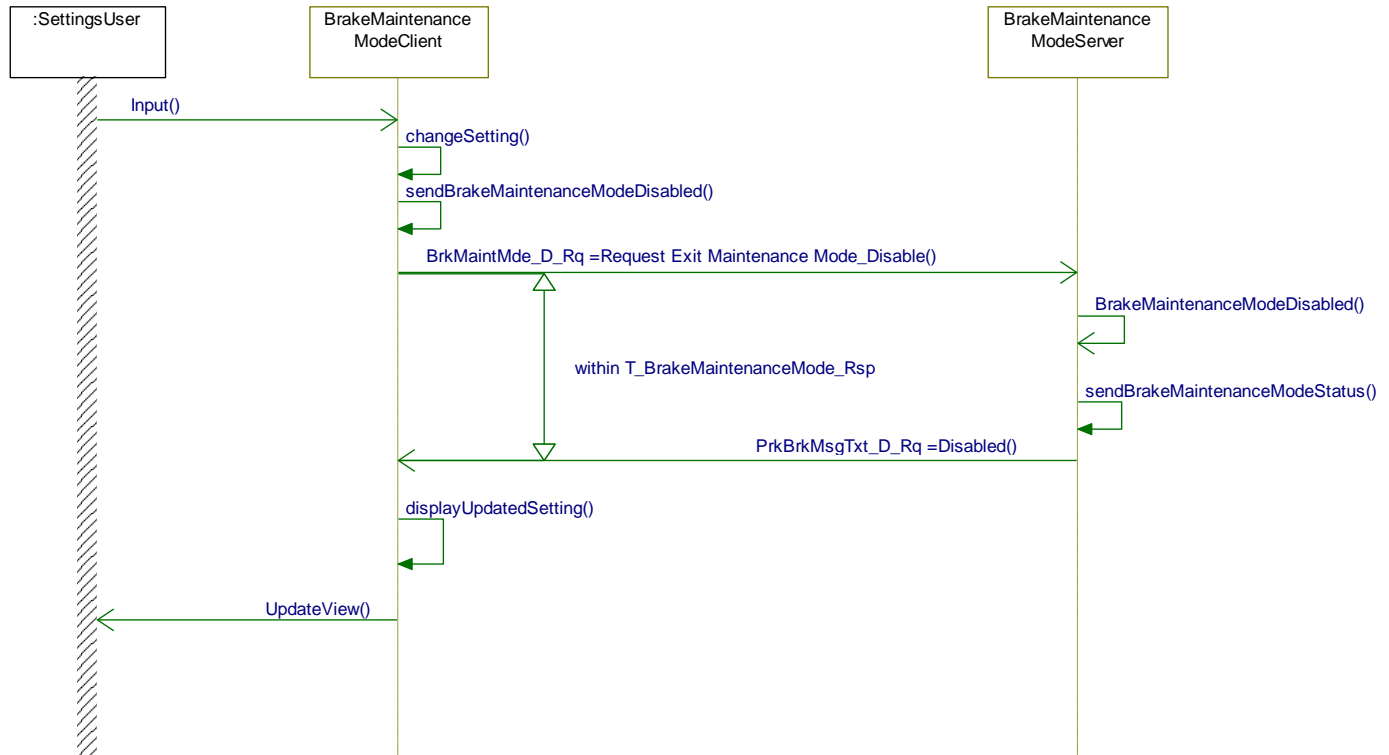 :SettingsUser
BrakeMaintenance
ModeClient
BrakeMaintenance
ModeServer
Input()
changeSetting()
sendBrakeMaintenanceModeDisabled()
BrkMaintMde_D_Rq =Request Exit Maintenance Mode_Disable()
BrakeMaintenanceModeDisabled()
within T_BrakeMaintenanceMode_Rsp
sendBrakeMaintenanceModeStatus()
PrkBrkMsgTxt_D_Rq =Disabled()
displayUpdatedSetting()
UpdateView()